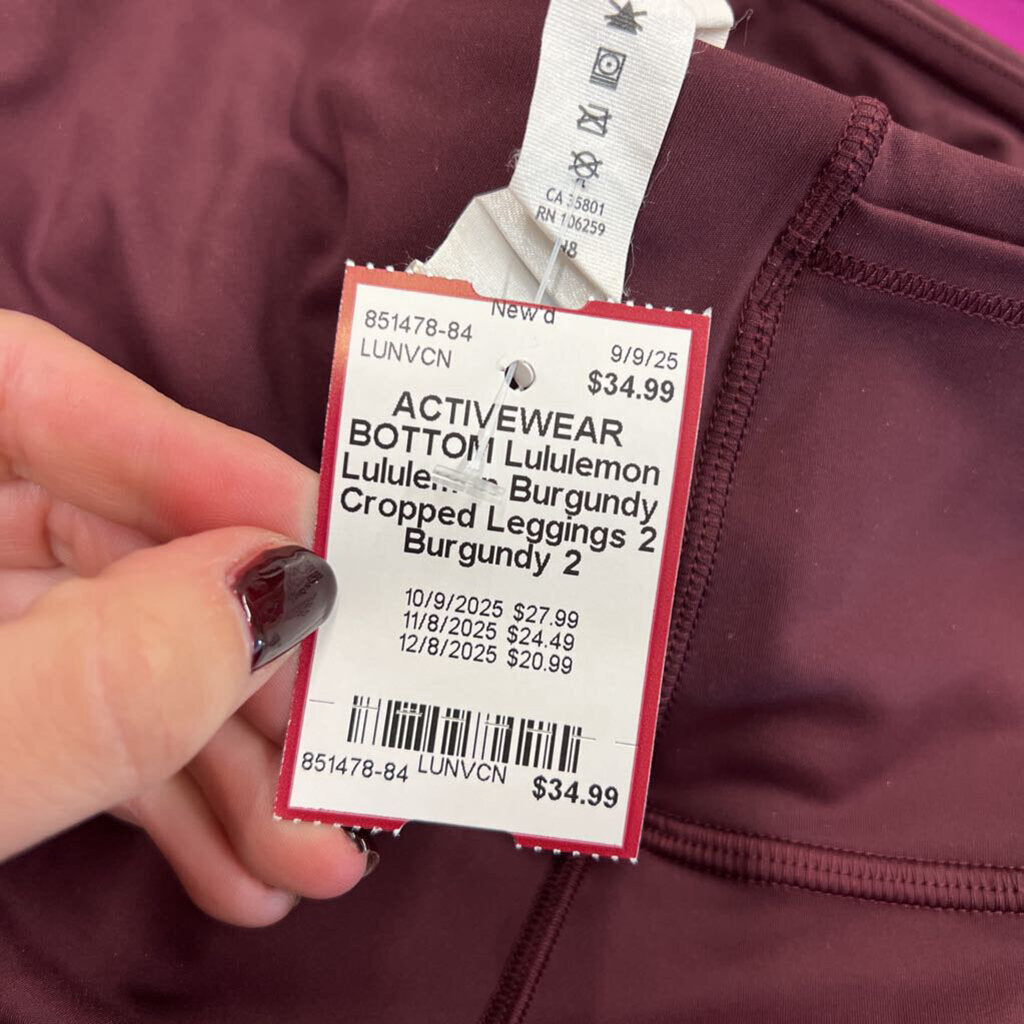 CA 35801
RN 106259
New'd
851478-84
LUNVCN
9/9/25
$34.99
ACTIVEWEAR
BOTTOM Lululemon
Burgundy
Cropped Leggings 2
Burgundy 2
10/9/2025 $27.99
11/8/2025 $24.49
12/8/2025 $20.99
851478-84 LUNVCN $34.99